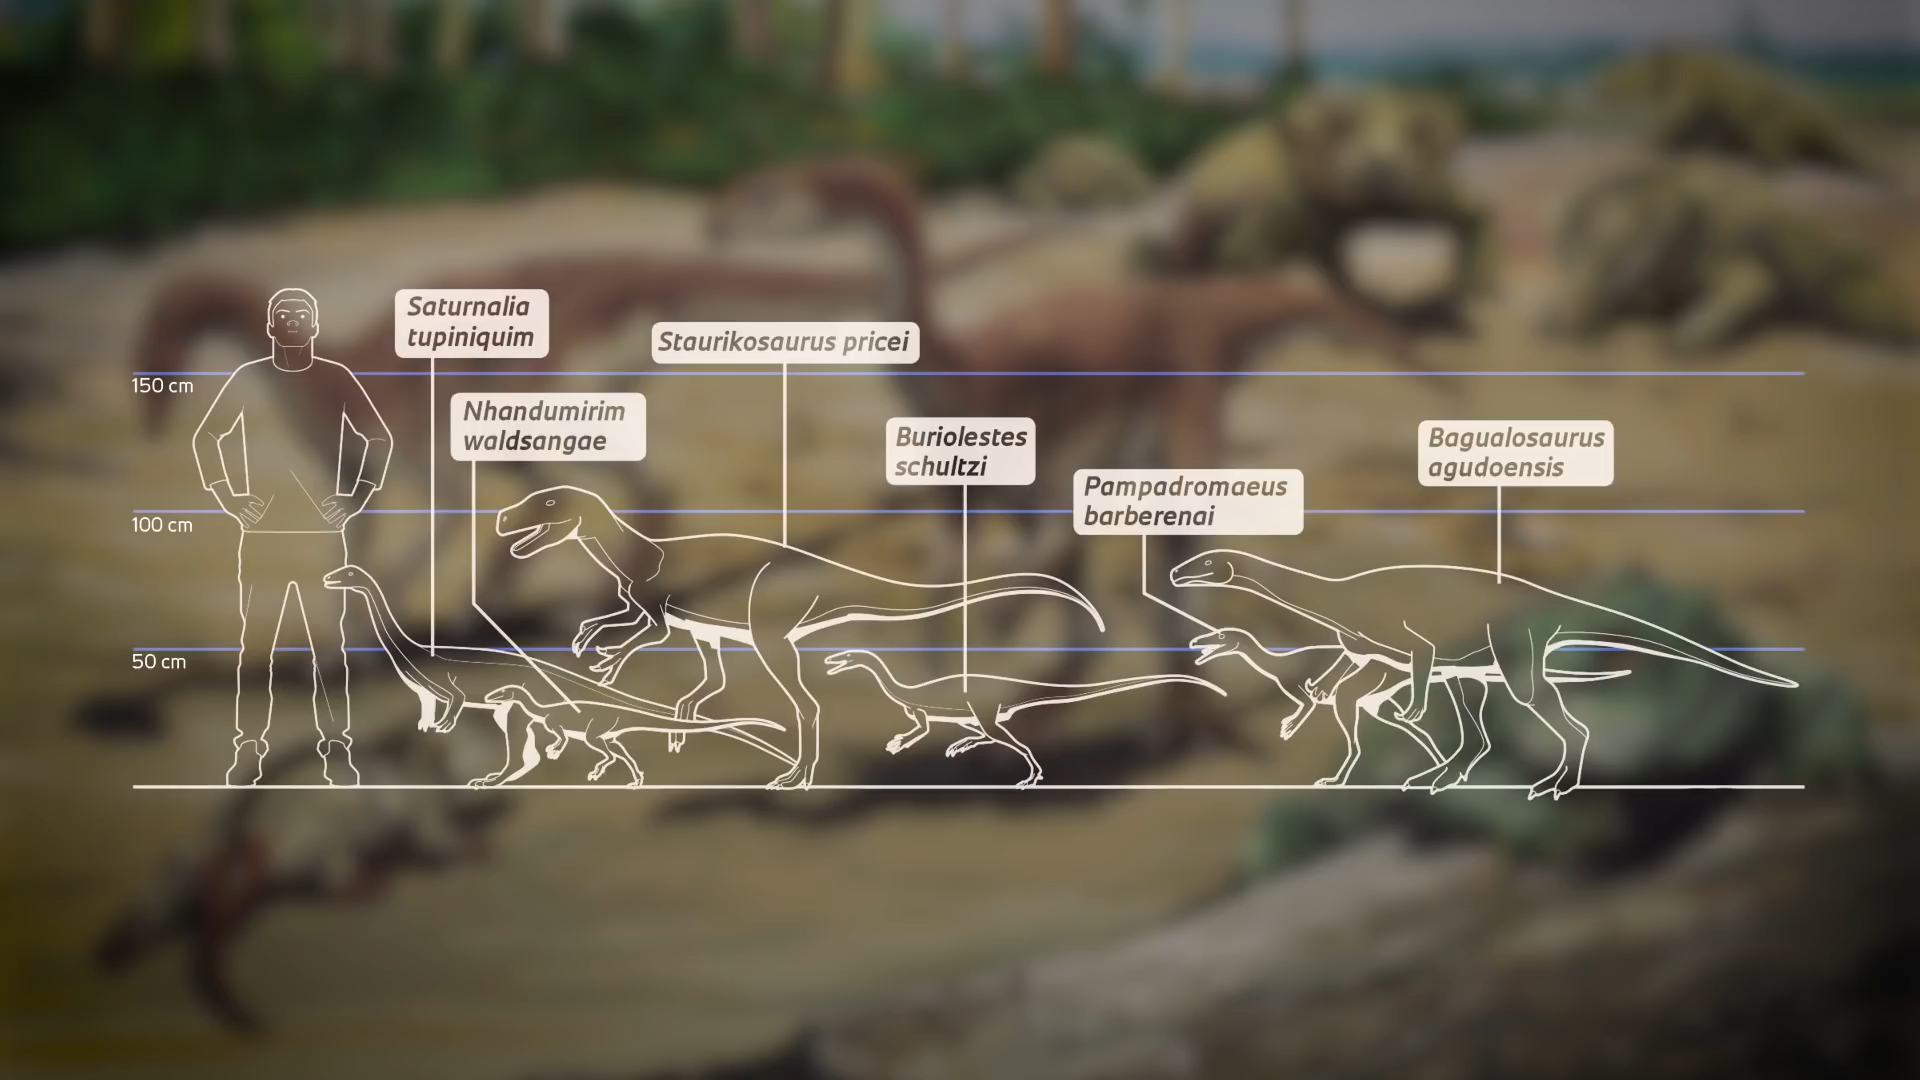 Saturnalia
tupiniquim
Staurikosaurus pricei
150 cm
Nhandumirim
waldsangae
Buriolestes
schultzi
Bagualosaurus
agudoensis
Pampadromaeus
barberenai
100 cm
50 cm